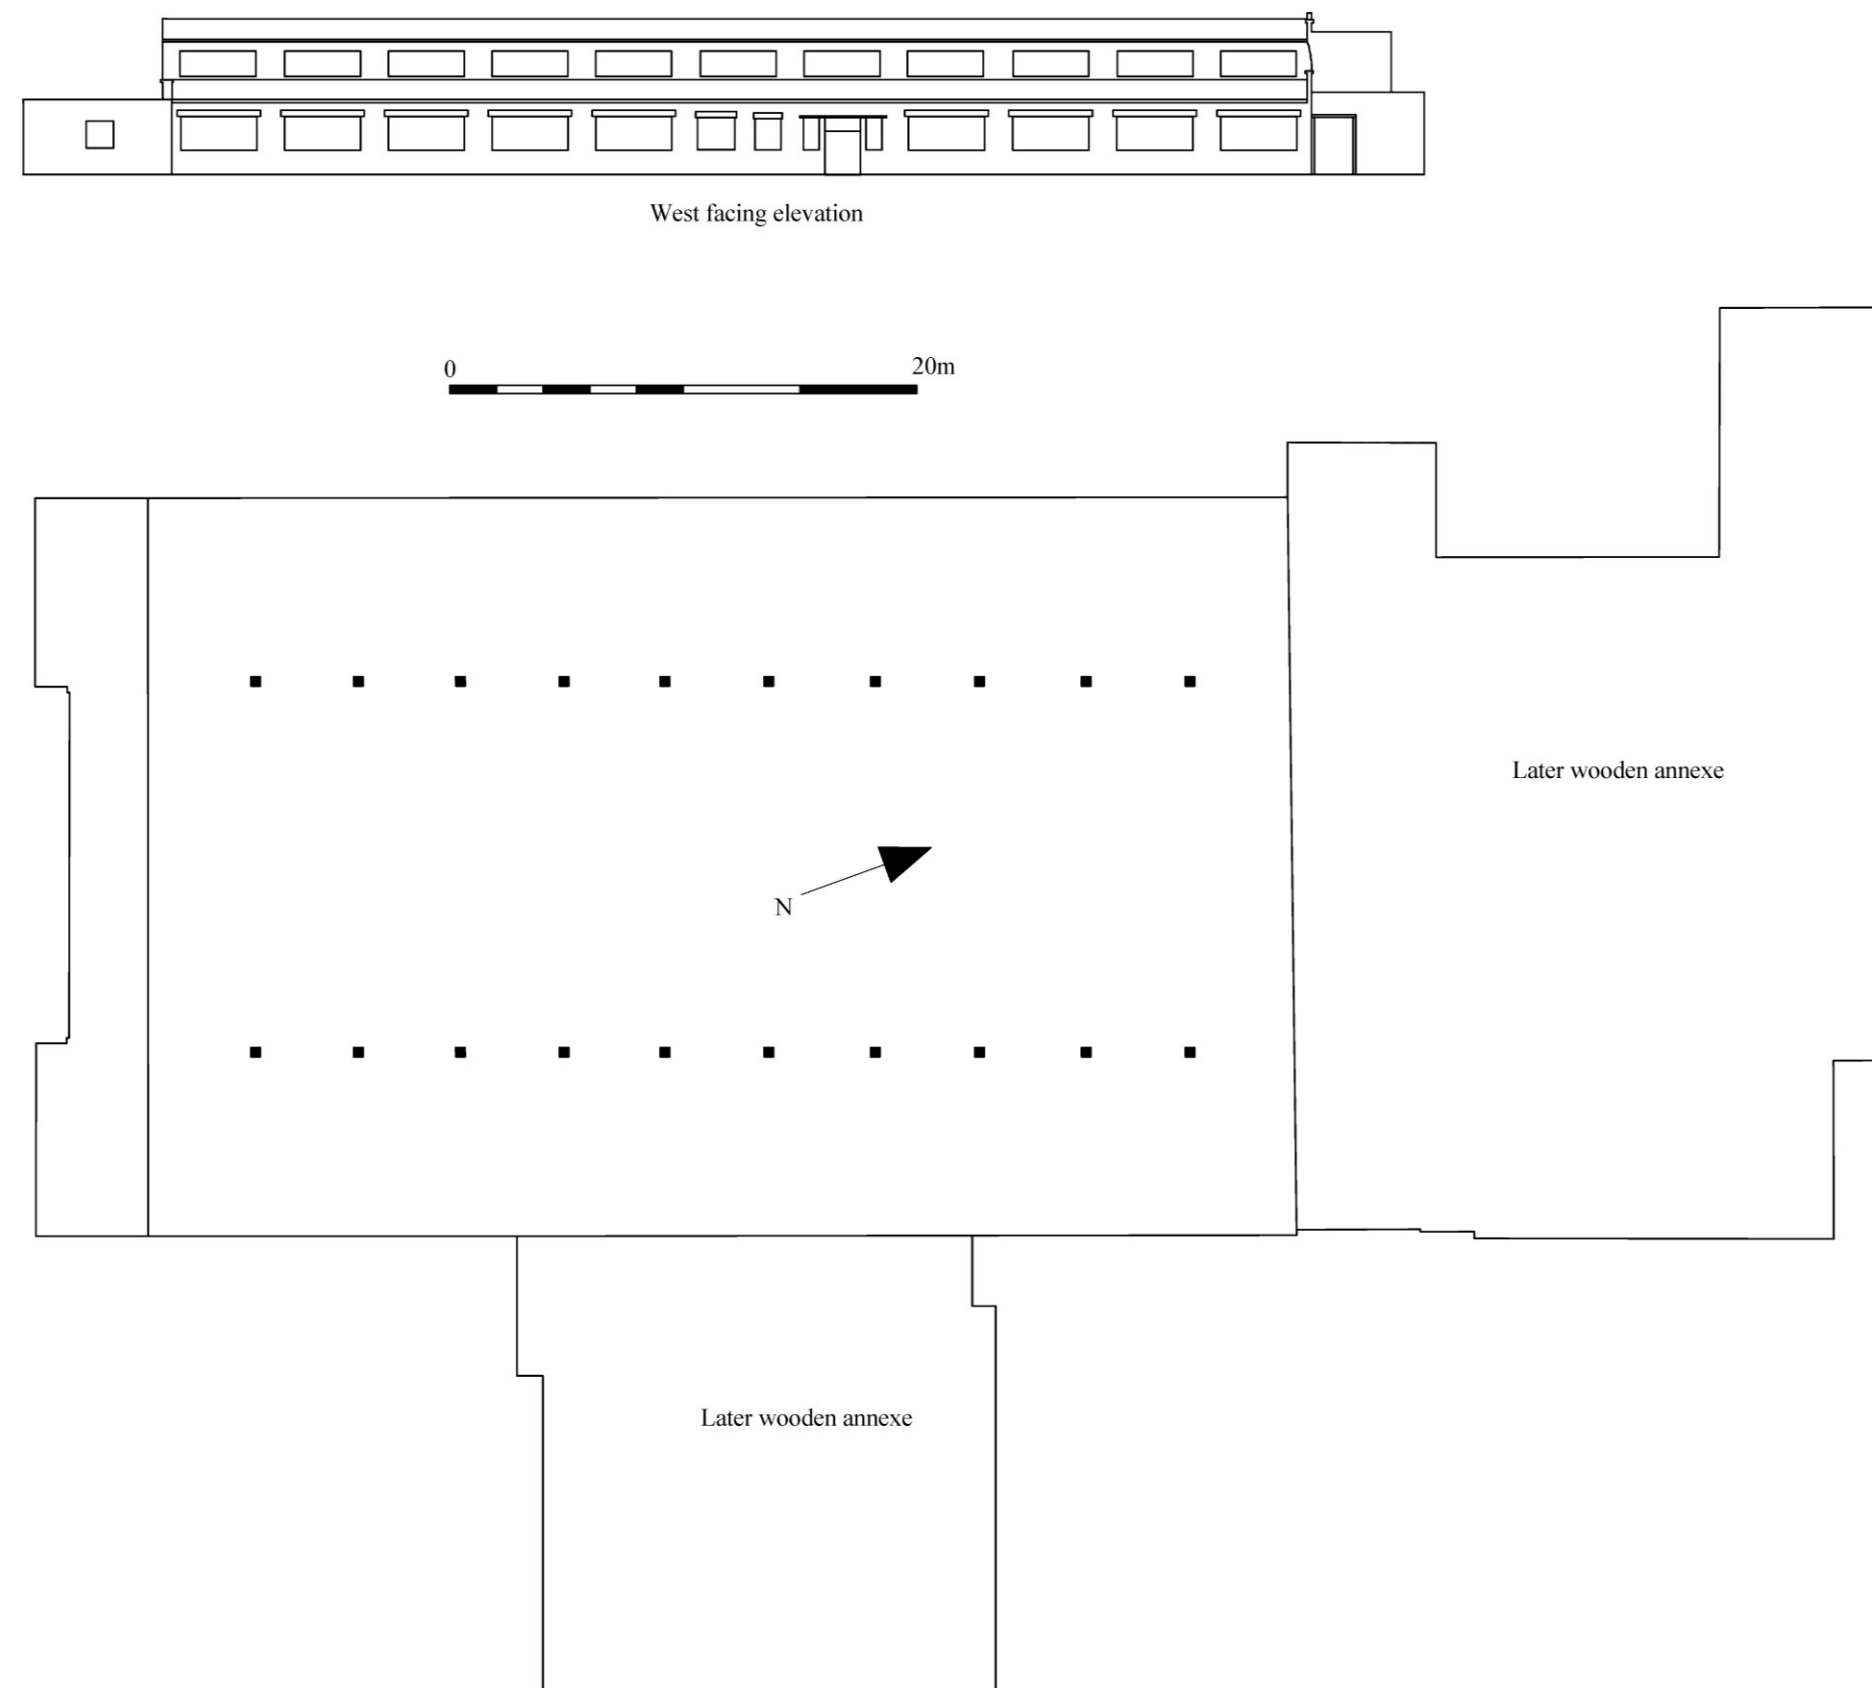 West facing elevation
0 20m
Later wooden annexe
N
Later wooden annexe